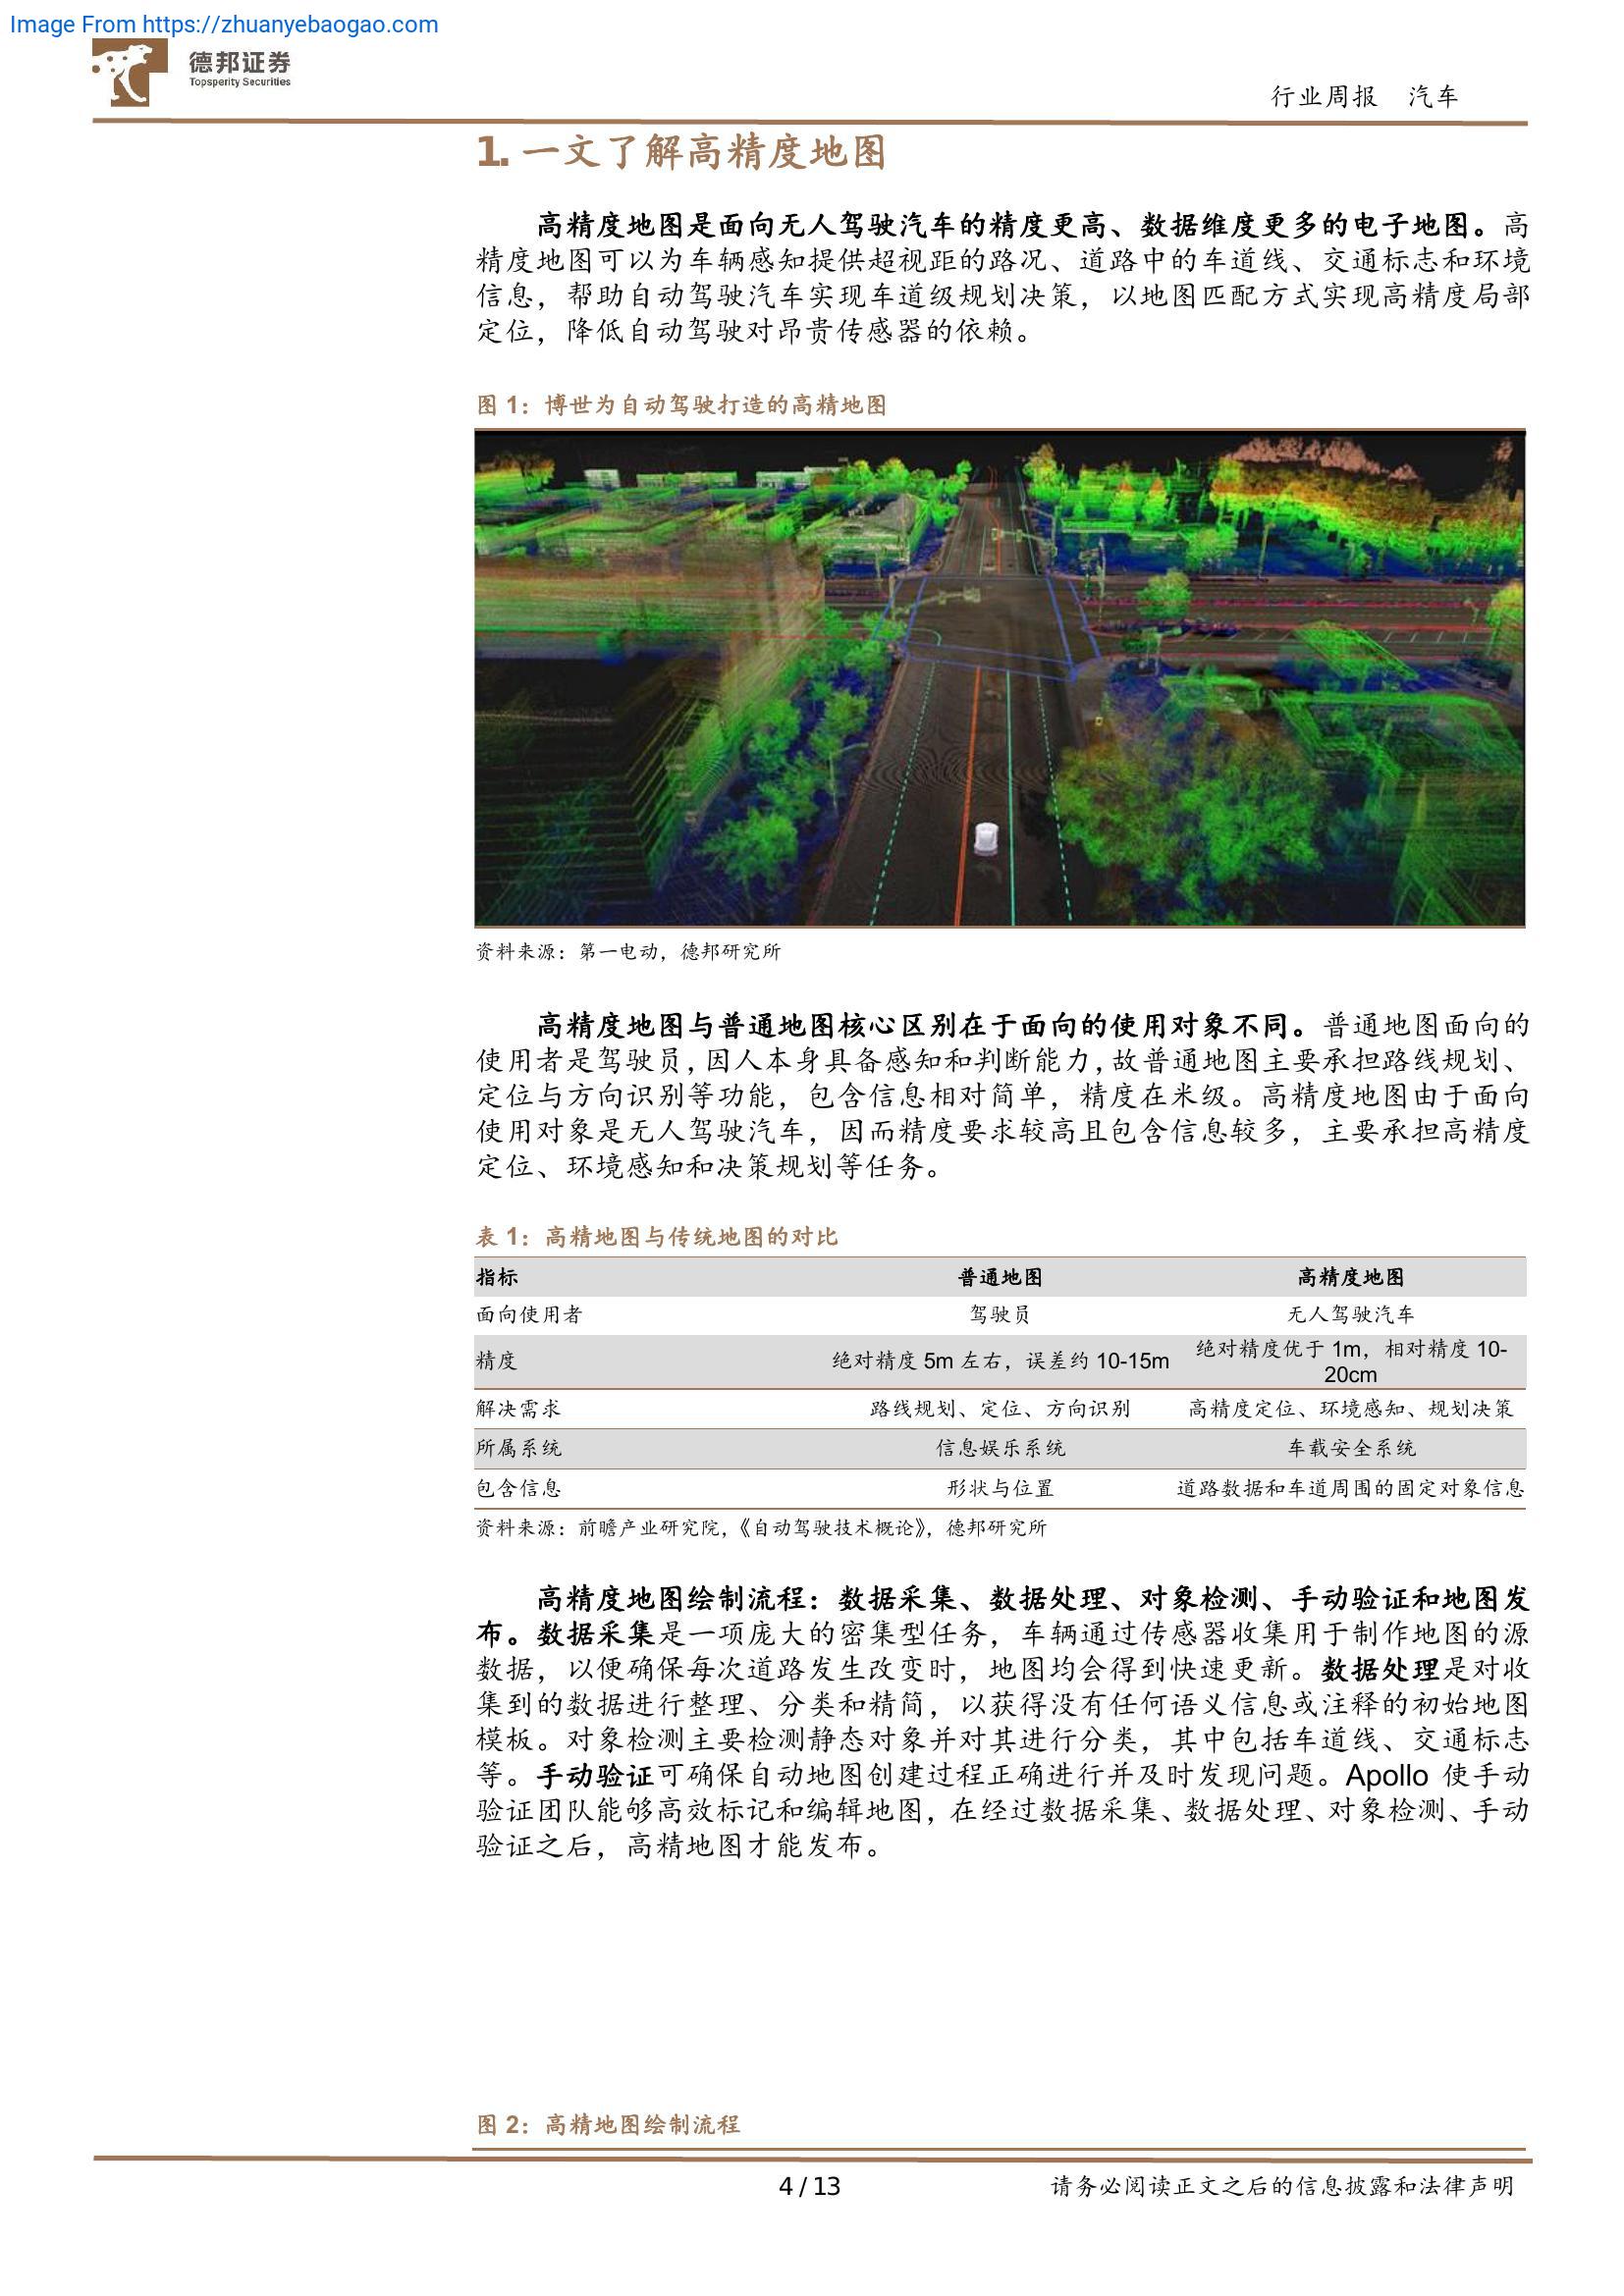 Image From https://zhuanyebaogao.com
德邦证券
Topsperity Securities
行业周报 汽车
1. 一文了解高精度地图
高精度地图是面向无人驾驶汽车的精度更高、数据维度更多的电子地图。高
精度地图可以为车辆感知提供超视距的路况、道路中的车道线、交通标志和环境
信息，帮助自动驾驶汽车实现车道级规划决策，以地图匹配方式实现高精度局部
定位，降低自动驾驶对昂贵传感器的依赖。
图 1：博世为自动驾驶打造的高精地图
资料来源：第一电动，德邦研究所
高精度地图与普通地图核心区别在于面向的使用对象不同。普通地图面向的
使用者是驾驶员，因人本身具备感知和判断能力，故普通地图主要承担路线规划、
定位与方向识别等功能，包含信息相对简单，精度在米级。高精度地图由于面向
使用对象是无人驾驶汽车，因而精度要求较高且包含信息较多，主要承担高精度
定位、环境感知和决策规划等任务。
表 1：高精地图与传统地图的对比
指标 普通地图 高精度地图
面向使用者 驾驶员 无人驾驶汽车
精度 绝对精度 5m 左右，误差约 10-15m 绝对精度优于 1m，相对精度 10-
20cm
解决需求 路线规划、定位、方向识别 高精度定位、环境感知、规划决策
所属系统 信息娱乐系统 车载安全系统
包含信息 形状与位置 道路数据和车道周围的固定对象信息
资料来源：前瞻产业研究院，《自动驾驶技术概论》，德邦研究所
高精度地图绘制流程：数据采集、数据处理、对象检测、手动验证和地图发
布。数据采集是一项庞大的密集型任务，车辆通过传感器收集用于制作地图的源
数据，以便确保每次道路发生改变时，地图均会得到快速更新。数据处理是对收
集到的数据进行整理、分类和精简，以获得没有任何语义信息或注释的初始地图
模板。对象检测主要检测静态对象并对其进行分类，其中包括车道线、交通标志
等。手动验证可确保自动地图创建过程正确进行并及时发现问题。Apollo 使手动
验证团队能够高效标记和编辑地图，在经过数据采集、数据处理、对象检测、手动
验证之后，高精地图才能发布。
图 2：高精地图绘制流程
4 / 13
请务必阅读正文之后的信息披露和法律声明